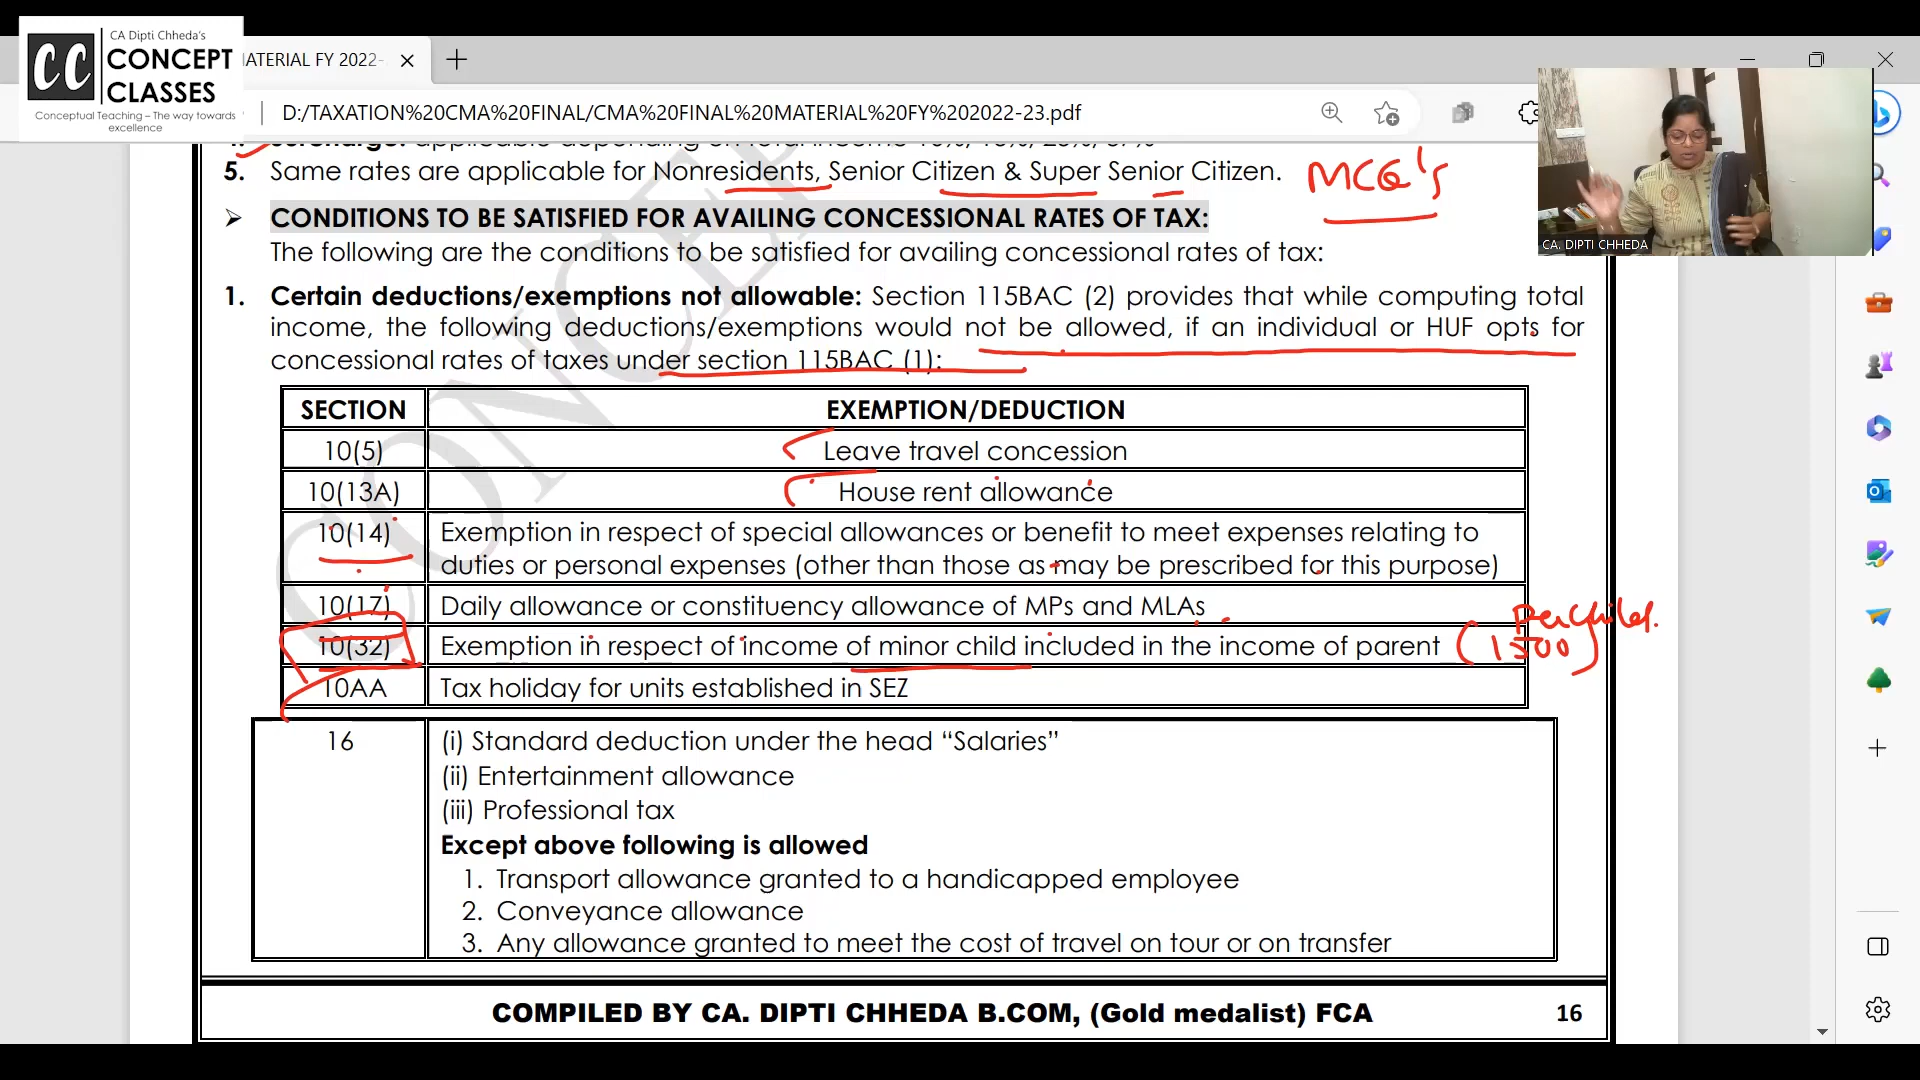 CA Dipti Chheda's
CC CONCEPT
CLASSES
Conceptual Teaching – The way towards
excellence
ATERIAL FY 2022-
D:/TAXATION%20CMA%20FINAL/CMA%20FINAL%20MATERIAL%20FY%202022-23.pdf
CA. DIPTI CHHEDA
5. Same rates are applicable for Nonresidents, Senior Citizen & Super Senior Citizen.
MCQ's
➢ CONDITIONS TO BE SATISFIED FOR AVAILING CONCESSIONAL RATES OF TAX:
The following are the conditions to be satisfied for availing concessional rates of tax:
1. Certain deductions/exemptions not allowable: Section 115BAC (2) provides that while computing total
income, the following deductions/exemptions would not be allowed, if an individual or HUF opts for
concessional rates of taxes under section 115BAC (1):
SECTION EXEMPTION/DEDUCTION
10(5) Leave travel concession
10(13A) House rent allowance
10(14) Exemption in respect of special allowances or benefit to meet expenses relating to
duties or personal expenses (other than those as may be prescribed for this purpose)
10(17) Daily allowance or constituency allowance of MPs and MLAs
per child.
10(32) Exemption in respect of income of minor child included in the income of parent (1500)
10AA Tax holiday for units established in SEZ
16 (i) Standard deduction under the head “Salaries”
(ii) Entertainment allowance
(iii) Professional tax
Except above following is allowed
1. Transport allowance granted to a handicapped employee
2. Conveyance allowance
3. Any allowance granted to meet the cost of travel on tour or on transfer
COMPILED BY CA. DIPTI CHHEDA B.COM, (Gold medalist) FCA 16